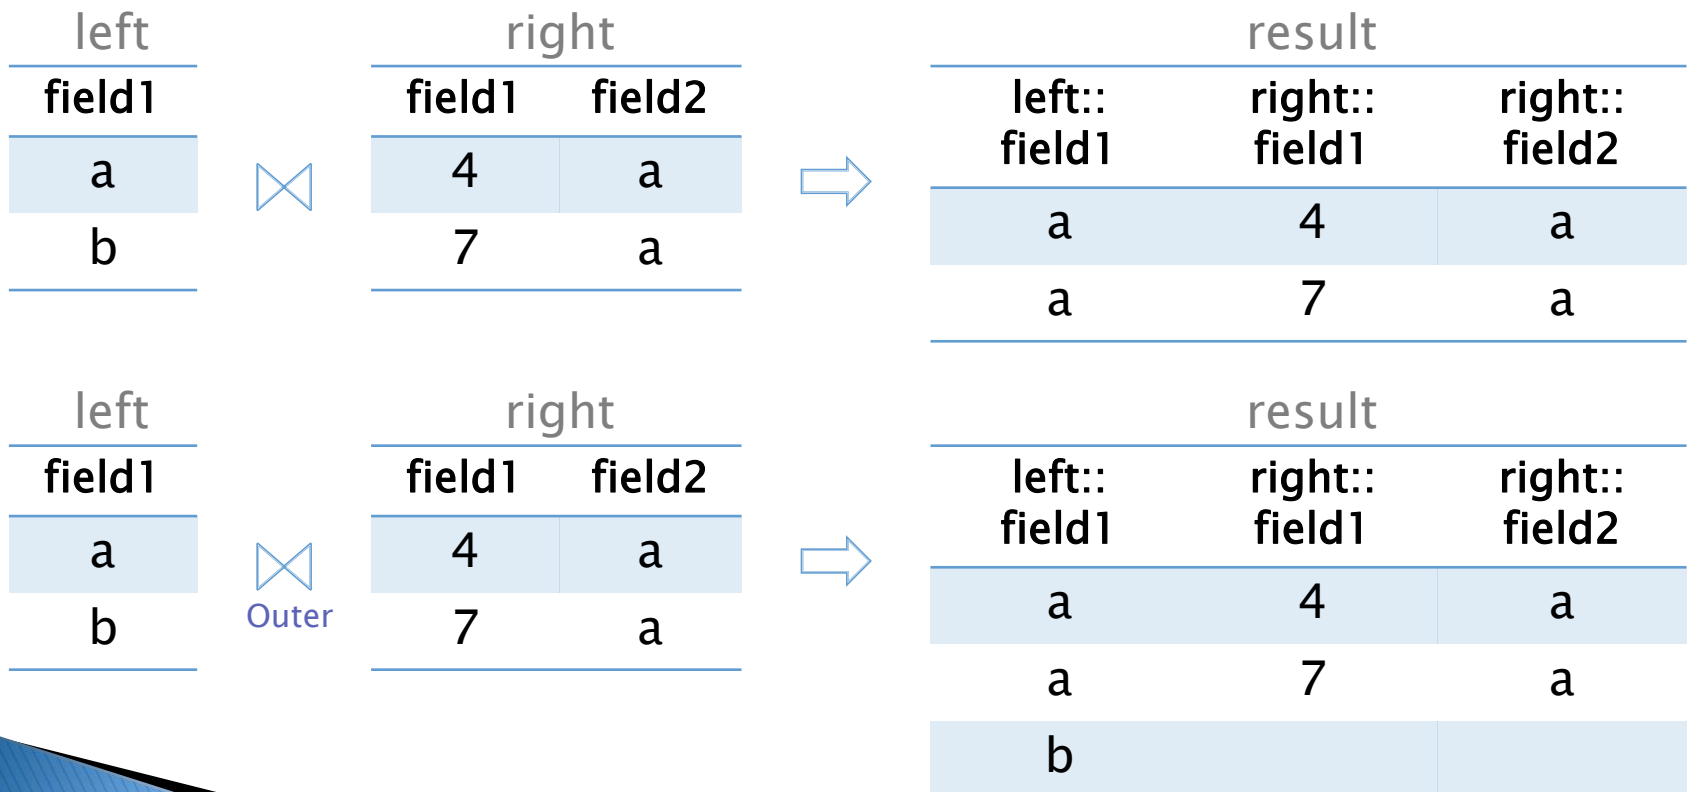 left right result
field1 field1 field2 left:: right:: right::
field1 field1 field2
a 4 a a 4 a
b 7 a a 7 a
left right result
field1 field1 field2 left:: right:: right::
field1 field1 field2
a 4 a a 4 a
Outer
b 7 a a 7 a
b